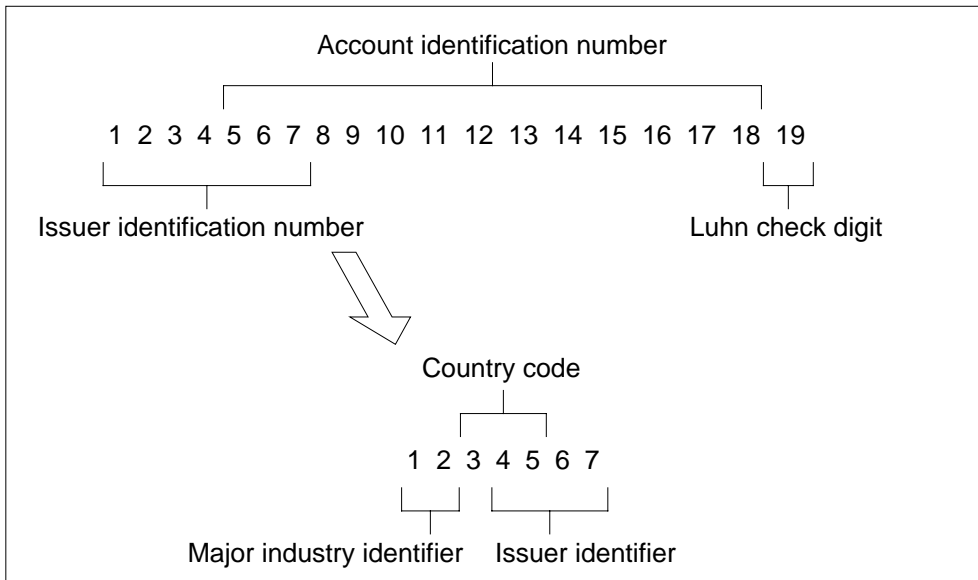 Account identification number
1 2 3 4 5 6 7 8 9 10 11 12 13 14 15 16 17 18 19
Issuer identification number Luhn check digit
Country code
1 2 3 4 5 6 7
Major industry identifier Issuer identifier